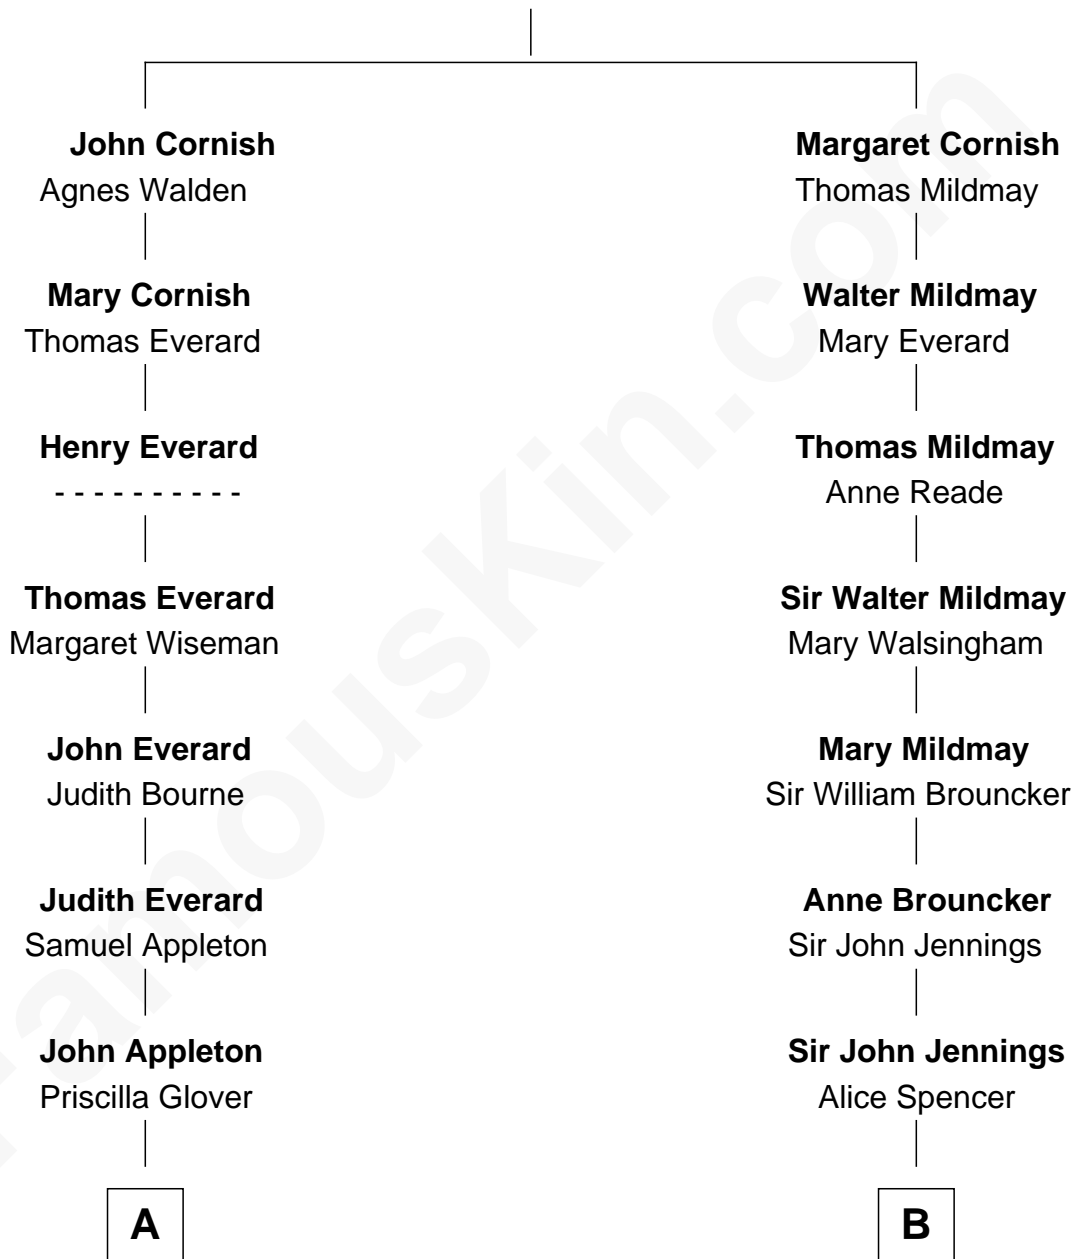 John Cornish
Agnes Walden
Mary Cornish
Thomas Everard
Henry Everard
- - - - - - - - - -
Thomas Everard
Margaret Wiseman
John Everard
Judith Bourne
Judith Everard
Samuel Appleton
John Appleton
Priscilla Glover
A
Margaret Cornish
Thomas Mildmay
Walter Mildmay
Mary Everard
Thomas Mildmay
Anne Reade
Sir Walter Mildmay
Mary Walsingham
Mary Mildmay
Sir William Brouncker
Anne Brouncker
Sir John Jennings
Sir John Jennings
Alice Spencer
B
FamousKin.com